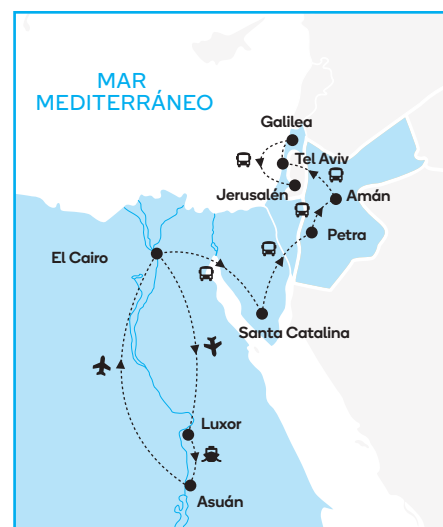 MAR
MEDITERRÁNEO
Galilea
Tel Aviv
Jerusalén
Amán
Petra
El Cairo
Santa Catalina
Luxor
Asuán